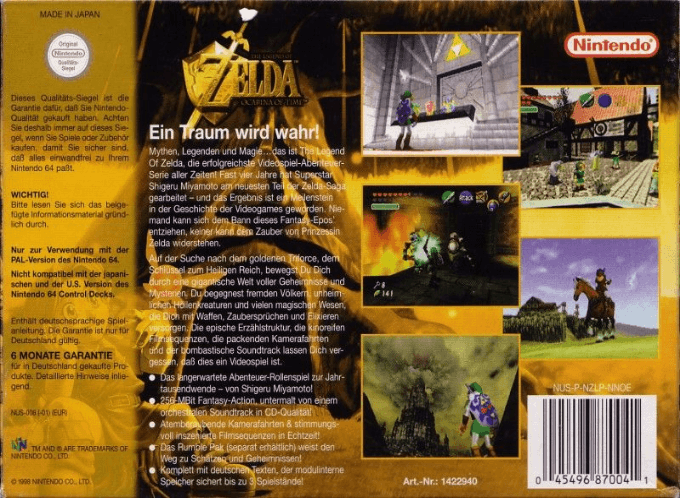 MADE IN JAPAN
Original
Nintendo
Qualitäts-
Siegel
Dieses Qualitäts-Siegel ist die
Garantie dafür, daß Sie Nintendo-
Qualität gekauft haben. Achten
Sie deshalb immer auf dieses Sie-
gel, wenn Sie Spiele oder Zubehör
kaufen, damit Sie sicher sind,
daß alles einwandfrei zu Ihrem
Nintendo 64 paßt.
WICHTIG!
Bitte lesen Sie sich das beige-
fügte Informationsmaterial gründ-
lich durch.
Nur zur Verwendung mit der
PAL-Version des Nintendo 64.
Nicht kompatibel mit der japani-
schen und der U.S. Version des
Nintendo 64 Control Decks.
Enthält deutschsprachige Spiel-
anleitung. Die Garantie ist nur für
Deutschland gültig.
6 MONATE GARANTIE
für in Deutschland gekaufte Pro-
dukte. Detaillierte Hinweise inlie-
gend.
(EUR)
TM AND ® ARE TRADEMARKS OF
NINTENDO CO., LTD.
© 1998 NINTENDO CO., LTD.
THE LEGEND OF
ZELDA
OCARINA OF TIME
Ein Traum wird wahr!
Mythen, Legenden und Magie...das ist The Legend
Of Zelda, die erfolgreichste Videospiel-Abenteuer-
Serie aller Zeiten! Fast vier Jahre hat Superstar
Shigeru Miyamoto am neuesten Teil der Zelda-Saga
gearbeitet – und das Ergebnis ist ein Meilenstein
in der Geschichte der Videogames geworden. Nie-
mand kann sich dem Bann dieses Fantasy-Epos'
entziehen, keiner kann dem Zauber von Prinzessin
Zelda widerstehen.
Auf der Suche nach dem goldenen Triforce, dem
Schlüssel zum Heiligen Reich, bewegst Du Dich
durch eine gigantische Welt voller Geheimnisse und
Mysterien. Du begegnest fremden Völkern, unheim-
lichen Höllenkreaturen und vielen magischen Wesen,
die Dich mit Waffen, Zaubersprüchen und Elixieren
versorgen. Die epische Erzählstruktur, die kinoreifen
Filmsequenzen, die packenden Kamerafahrten
und der bombastische Soundtrack lassen Dich ver-
gessen, daß dies ein Videospiel ist.
● Das langerwartete Abenteuer-Rollenspiel zur Jahr-
tausendwende – von Shigeru Miyamoto!
● 256-MBit Fantasy-Action, untermalt von einem
orchestralen Soundtrack in CD-Qualität!
● Atemberaubende Kamerafahrten & stimmungs-
voll inszenierte Filmsequenzen in Echtzeit!
● Das Rumble Pak (separat erhältlich) weist den
Weg zu Schätzen und Geheimnissen!
● Komplett mit deutschen Texten, der modulinterne
Speicher sichert bis zu 3 Spielstände!
Nintendo®
Attack
8
141
Art.-Nr.: 1422940
NUS-P-NZLP-NNOE
0 45496 87004 1